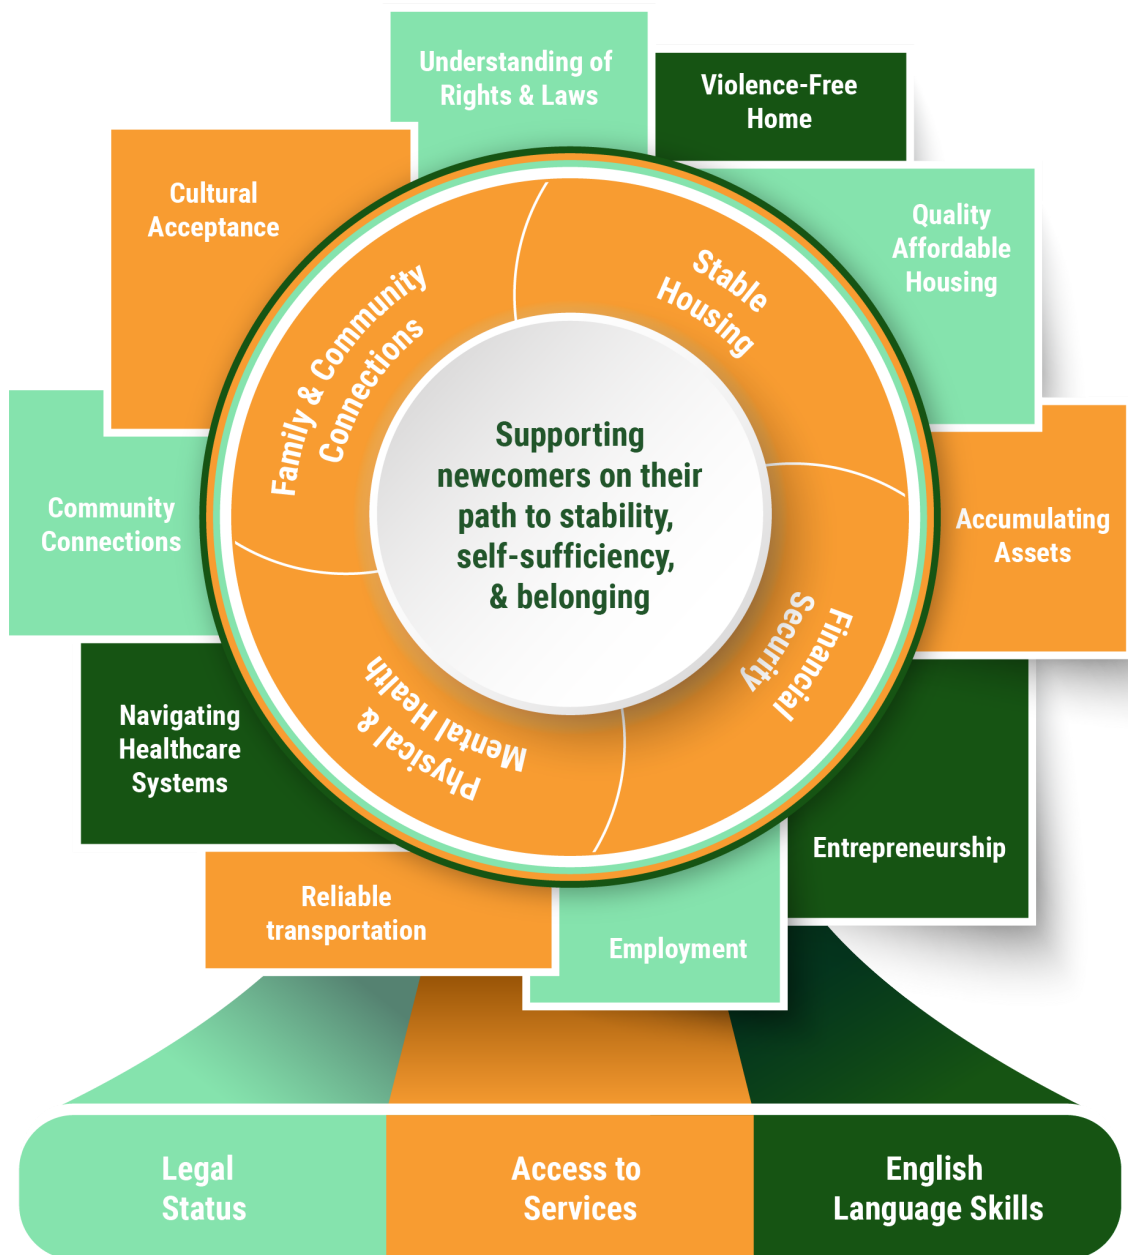 Understanding of
Rights & Laws
Violence-Free
Home
Cultural
Acceptance
Quality
Affordable
Housing
Family & Community
Connections
Stable
Housing
Supporting
newcomers on their
path to stability,
self-sufficiency,
& belonging
Community
Connections
Accumulating
Assets
Financial
Security
Physical &
Mental Health
Navigating
Healthcare
Systems
Entrepreneurship
Reliable
transportation
Employment
Legal
Status
Access to
Services
English
Language Skills